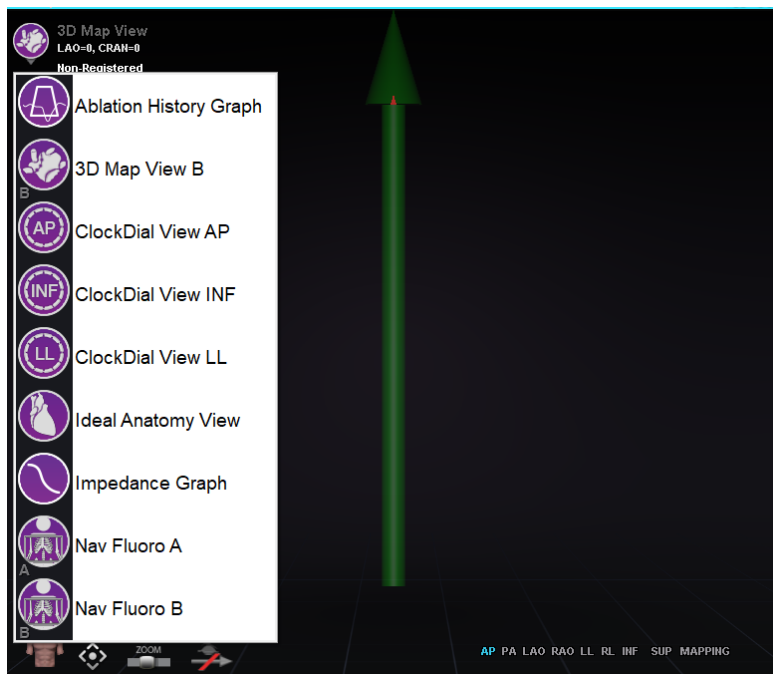 3D Map View
LAO=0, CRAN=0
Non-Registered
Ablation History Graph
3D Map View B
B
AP
ClockDial View AP
INF
ClockDial View INF
LL
ClockDial View LL
Ideal Anatomy View
Impedance Graph
Nav Fluoro A
A
Nav Fluoro B
B
ZOOM
AP PA LAO RAO LL RL INF SUP MAPPING